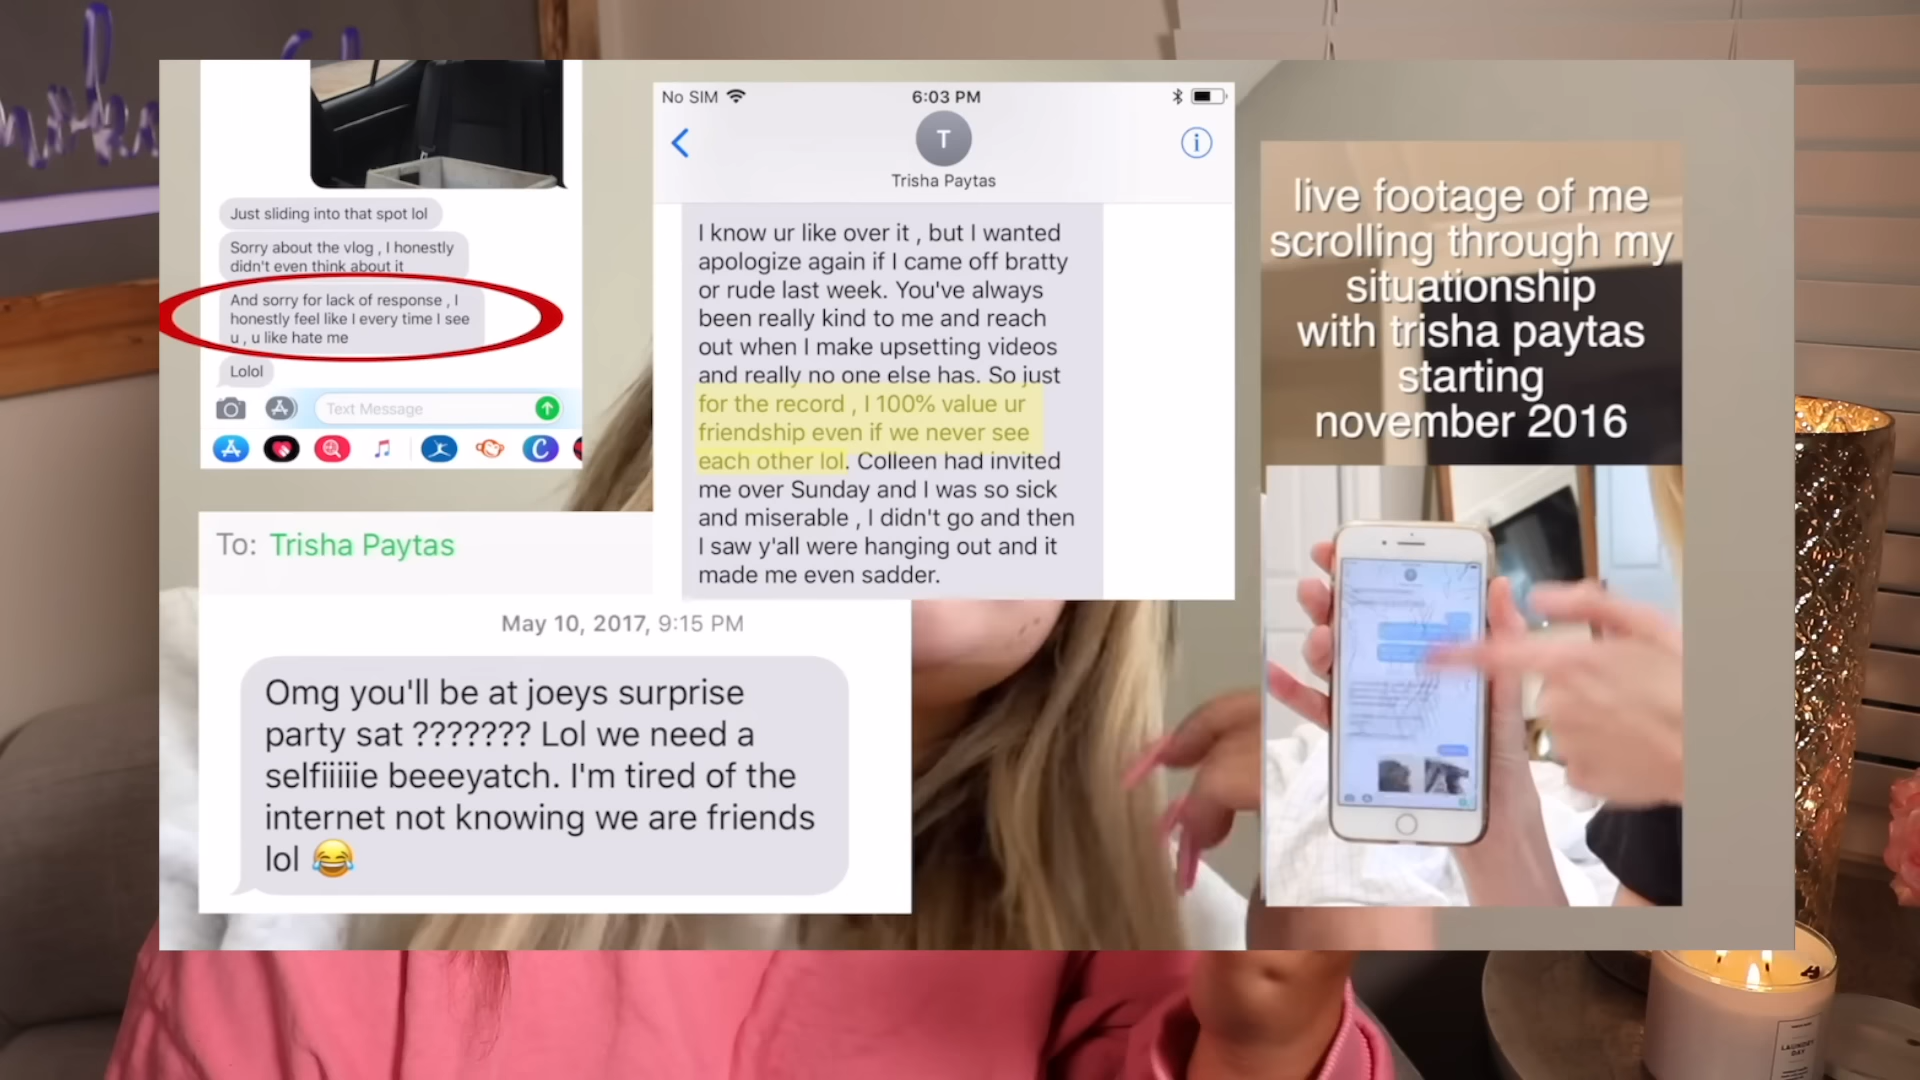 Just sliding into that spot lol
Sorry about the vlog , I honestly
didn't even think about it
And sorry for lack of response , I
honestly feel like I every time I see
u , u like hate me
Lolol
Text Message
To: Trisha Paytas
May 10, 2017, 9:15 PM
Omg you'll be at joeys surprise
party sat ??????? Lol we need a
selfiiiiie beeeyatch. I'm tired of the
internet not knowing we are friends
lol 😂
No SIM
6:03 PM
T
Trisha Paytas
I know ur like over it , but I wanted
apologize again if I came off bratty
or rude last week. You've always
been really kind to me and reach
out when I make upsetting videos
and really no one else has. So just
for the record , I 100% value ur
friendship even if we never see
each other lol. Colleen had invited
me over Sunday and I was so sick
and miserable , I didn't go and then
I saw y'all were hanging out and it
made me even sadder.
live footage of me
scrolling through my
situationship
with trisha paytas
starting
november 2016
LAUNDRY
DAY